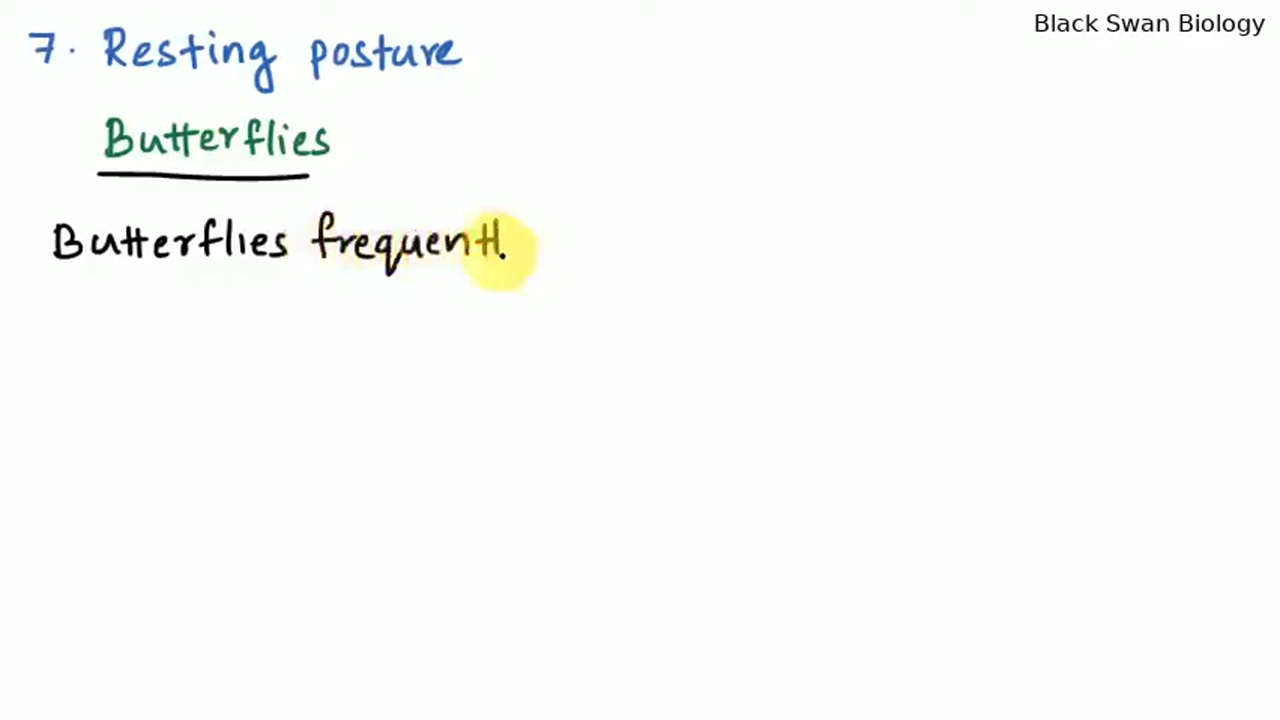 Black Swan Biology
7. Resting posture
Butterflies
Butterflies frequentl